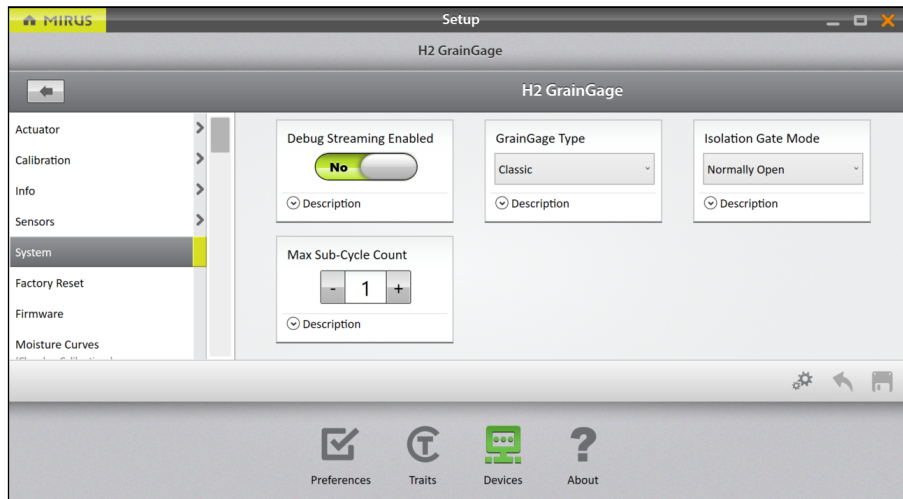 MIRUS
Setup
H2 GrainGage
H2 GrainGage
Actuator
Calibration
Info
Sensors
System
Factory Reset
Firmware
Moisture Curves
Debug Streaming Enabled
No
Description
GrainGage Type
Classic
Description
Isolation Gate Mode
Normally Open
Description
Max Sub-Cycle Count
- 1 +
Description
Preferences
Traits
Devices
About